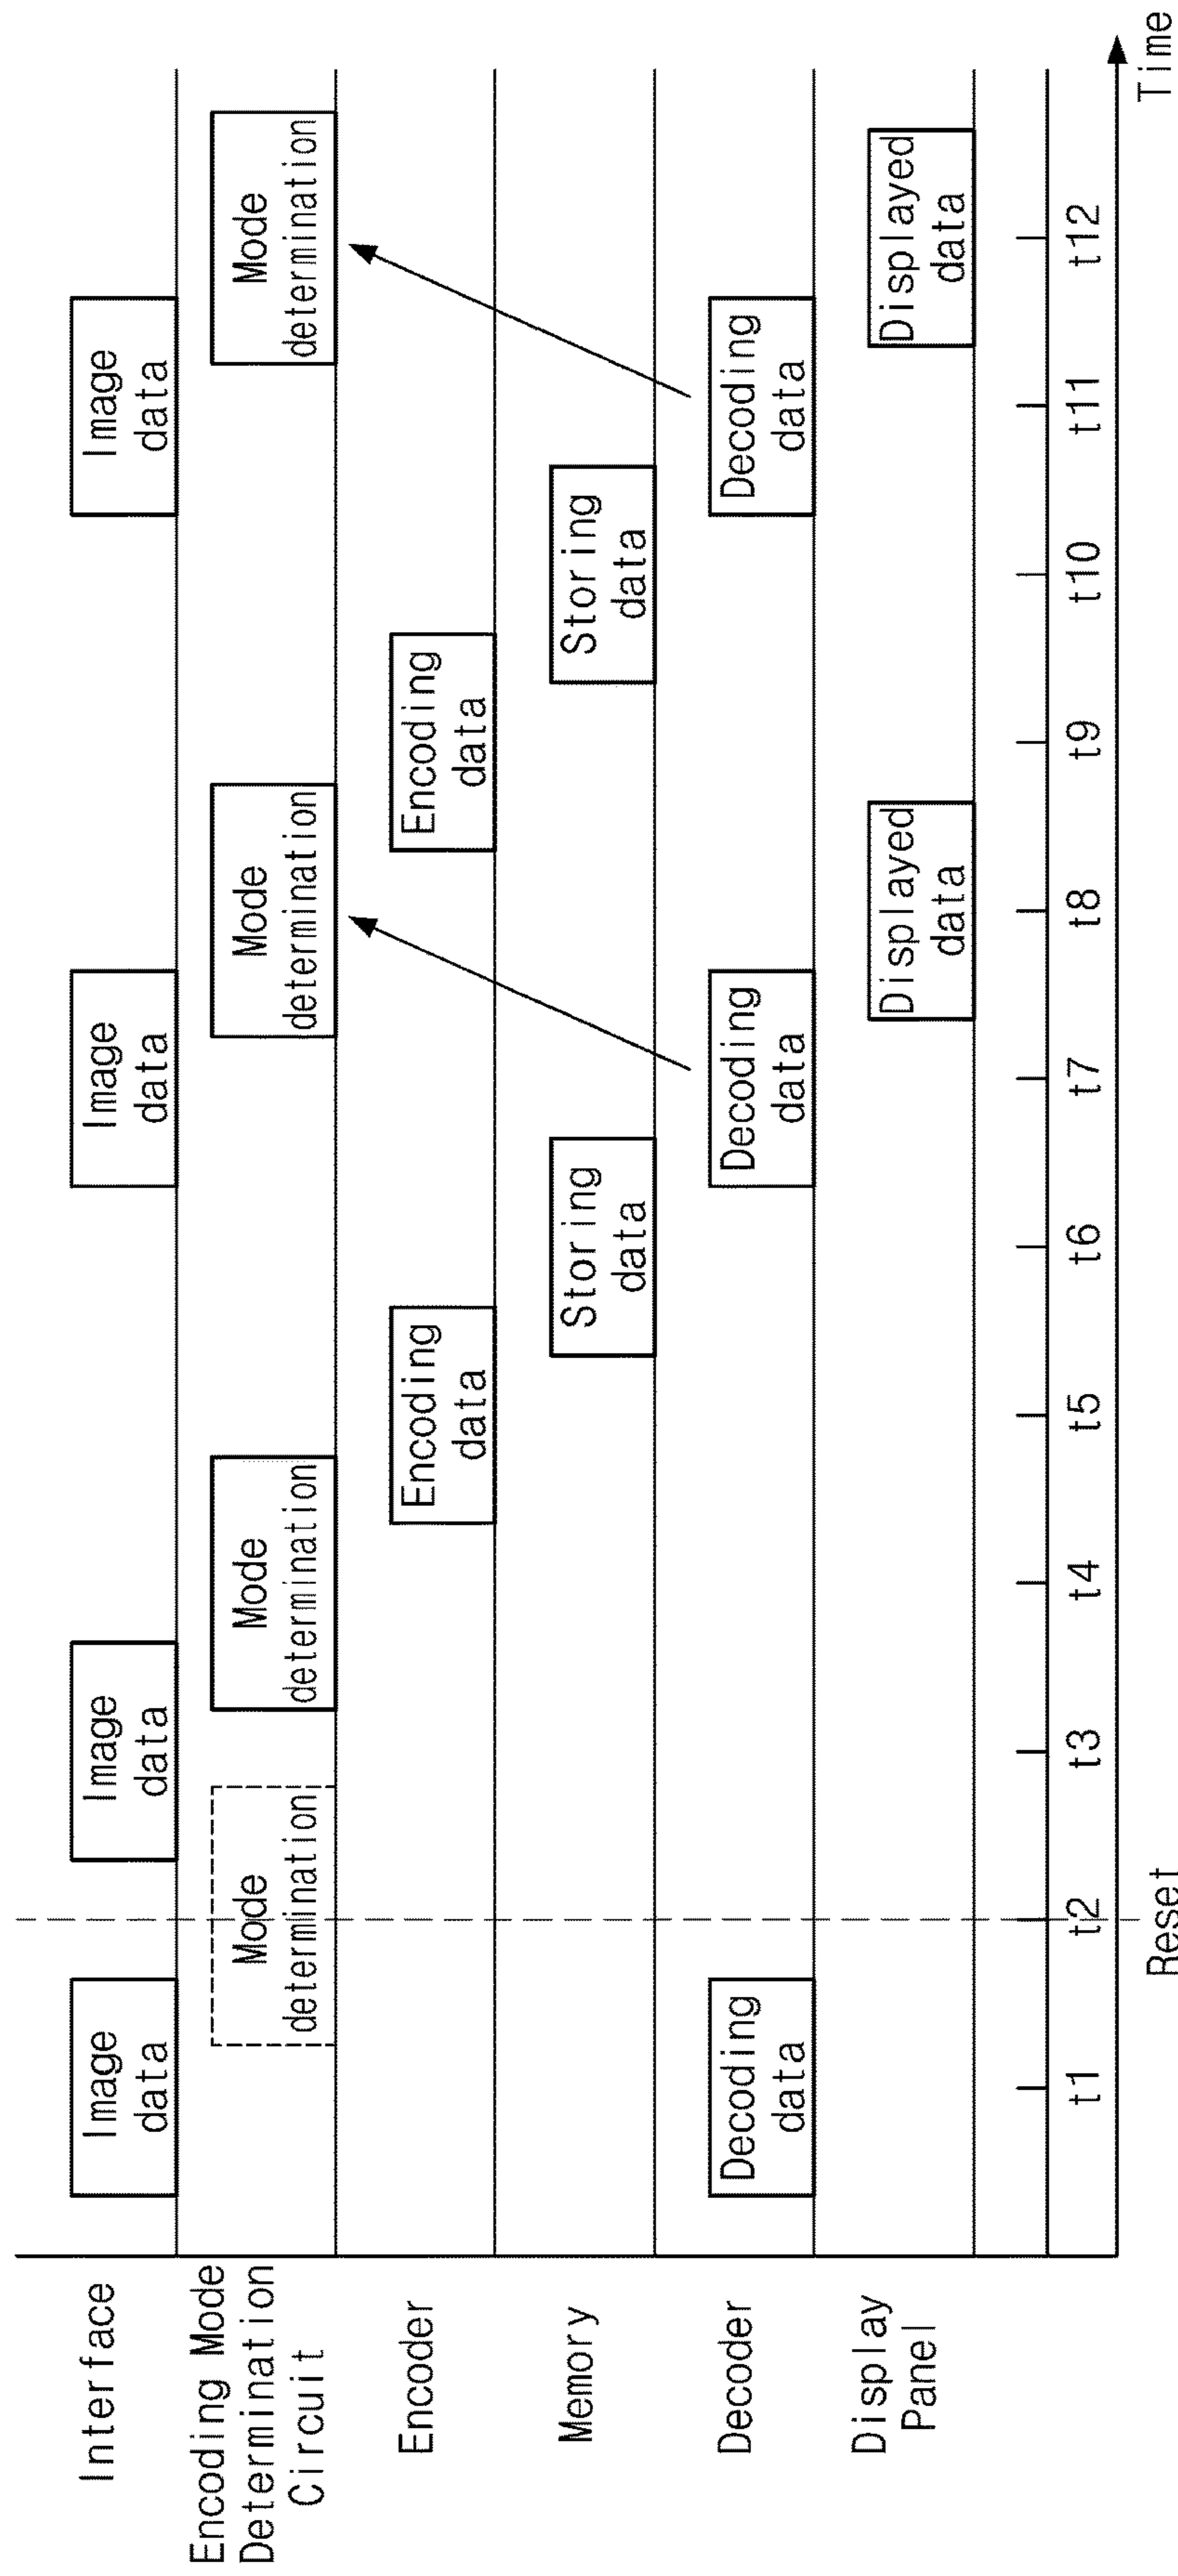 Interface
Image
data
Image
data
Image
data
Image
data
Encoding Mode
Determination
Circuit
Mode
determination
Mode
determination
Mode
determination
Mode
determination
Encoder
Encoding
data
Encoding
data
Memory
Storing
data
Storing
data
Decoder
Decoding
data
Decoding
data
Decoding
data
Display
Panel
Displayed
data
Displayed
data
t1 t2 t3 t4 t5 t6 t7 t8 t9 t10 t11 t12
Reset
Time